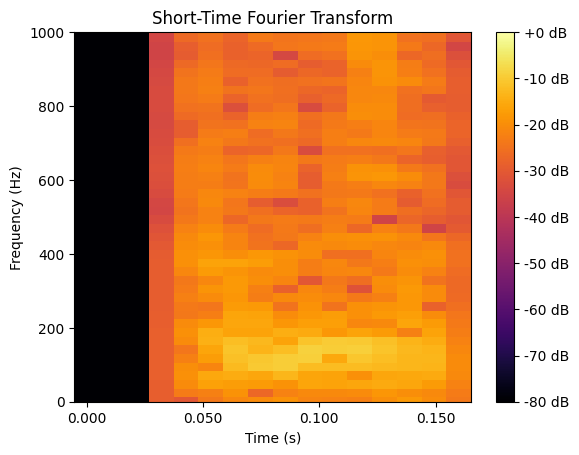 Short-Time Fourier Transform
1000
800
600
400
200
0
Frequency (Hz)
0.000
0.050
0.100
0.150
Time (s)
+0 dB
-10 dB
-20 dB
-30 dB
-40 dB
-50 dB
-60 dB
-70 dB
-80 dB